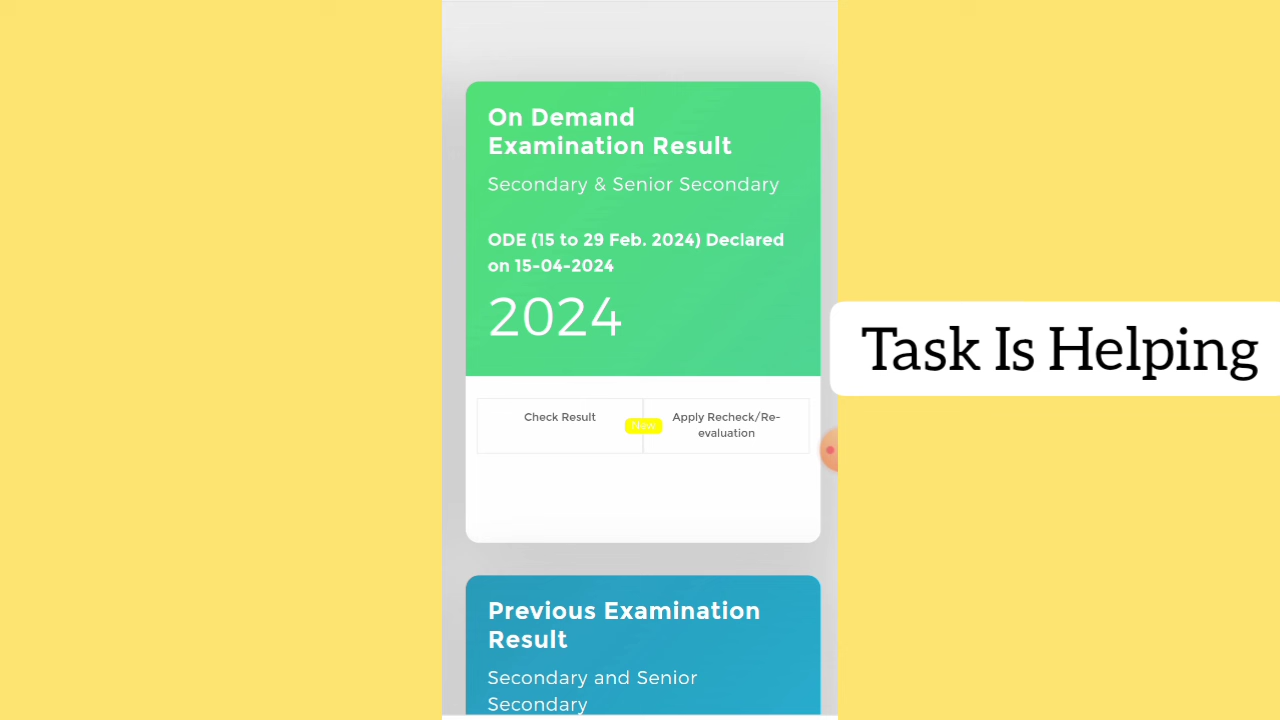 On Demand
Examination Result
Secondary & Senior Secondary
ODE (15 to 29 Feb. 2024) Declared
on 15-04-2024
2024
Check Result
New
Apply Recheck/Re-
evaluation
Previous Examination
Result
Secondary and Senior
Secondary
Task Is Helping